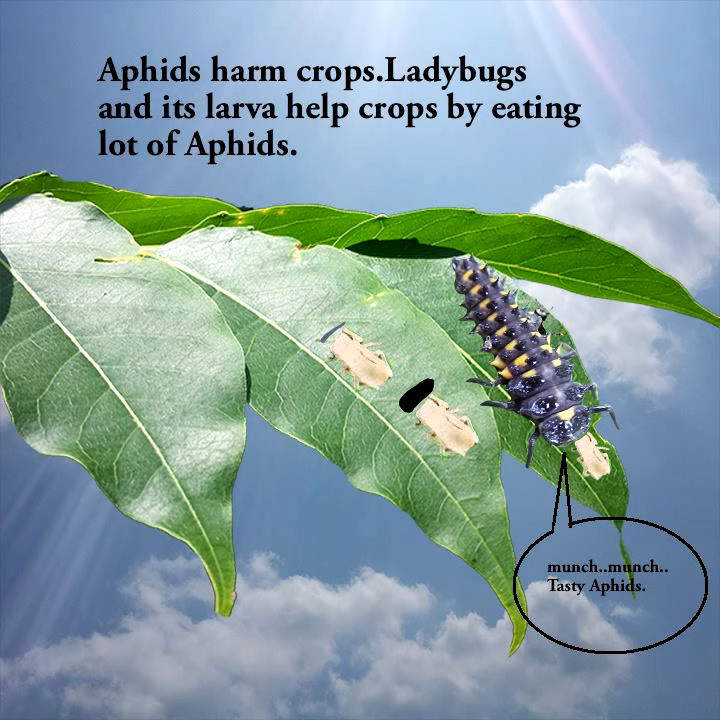 Aphids harm crops.Ladybugs
and its larva help crops by eating
lot of Aphids.
munch..munch..
Tasty Aphids.